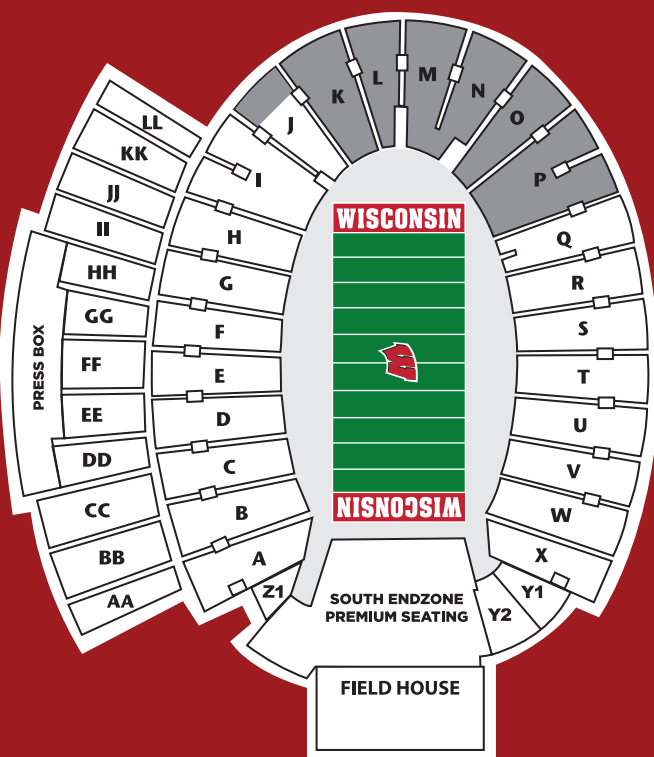 K
L
M
N
O
P
J
I
H
G
F
E
D
C
B
A
Z1
Q
R
S
T
U
V
W
X
Y1
Y2
LL
KK
JJ
II
HH
GG
FF
EE
DD
CC
BB
AA
PRESS BOX
WISCONSIN
WISCONSIN
SOUTH ENDZONE
PREMIUM SEATING
FIELD HOUSE